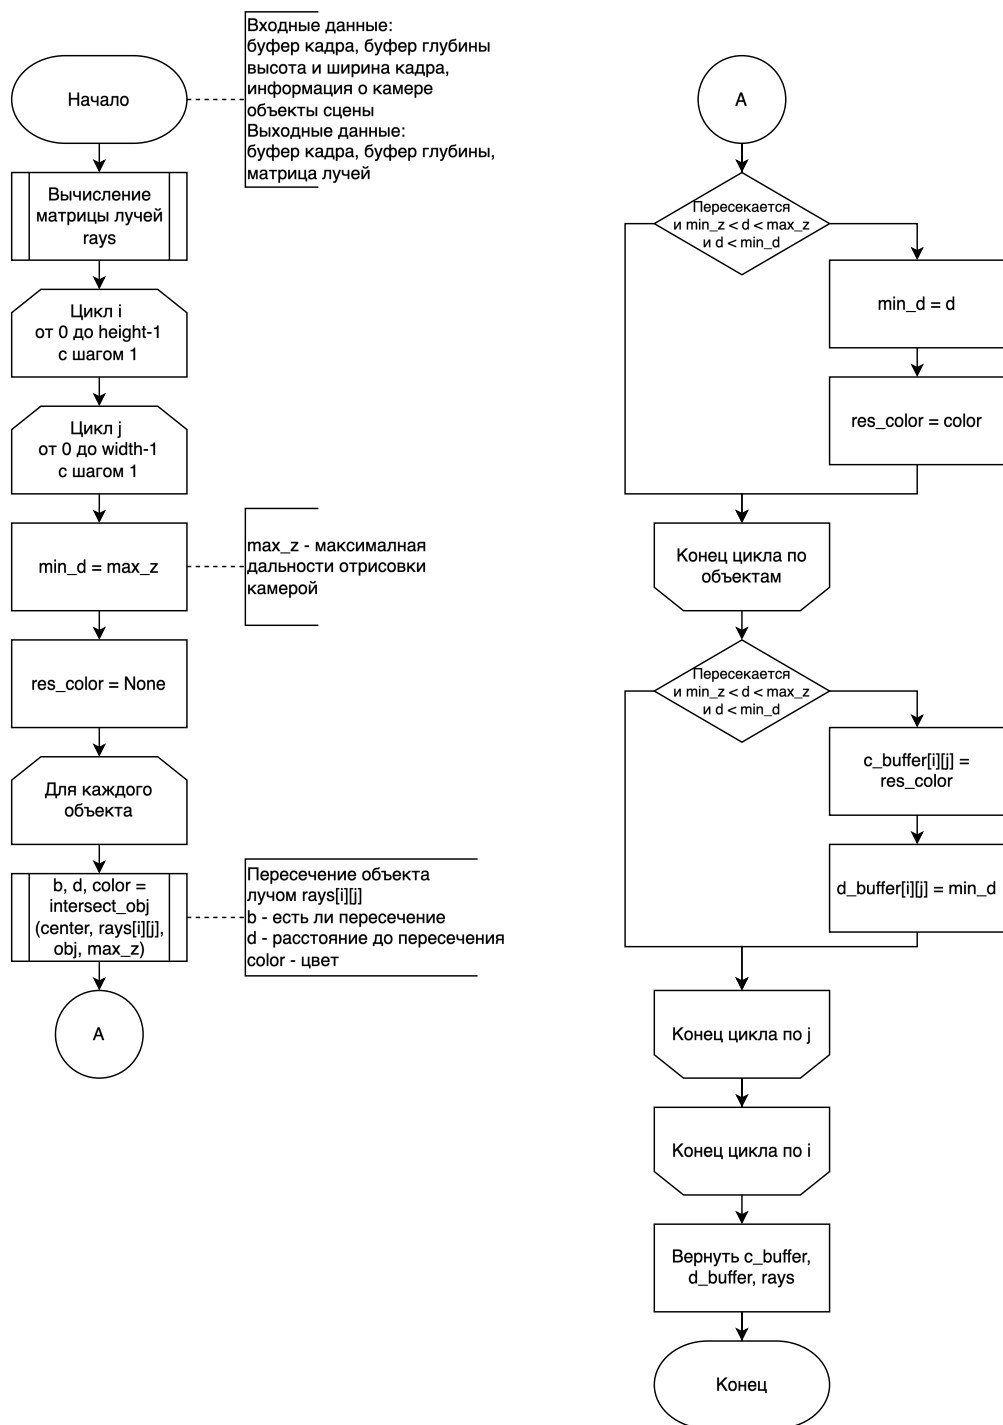 Начало
Входные данные:
буфер кадра, буфер глубины
высота и ширина кадра,
информация о камере
объекты сцены
Выходные данные:
буфер кадра, буфер глубины,
матрица лучей
Вычисление
матрицы лучей
rays
Цикл i
от 0 до height-1
с шагом 1
Цикл j
от 0 до width-1
с шагом 1
min_d = max_z
max_z - максималная
дальности отрисовки
камерой
res_color = None
Для каждого
объекта
b, d, color =
intersect_obj
(center, rays[i][j],
obj, max_z)
Пересечение объекта
лучом rays[i][j]
b - есть ли пересечение
d - расстояние до пересечения
color - цвет
A
A
Пересекается
и min_z < d < max_z
и d < min_d
min_d = d
res_color = color
Конец цикла по
объектам
Пересекается
и min_z < d < max_z
и d < min_d
c_buffer[i][j] =
res_color
d_buffer[i][j] = min_d
Конец цикла по j
Конец цикла по i
Вернуть c_buffer,
d_buffer, rays
Конец